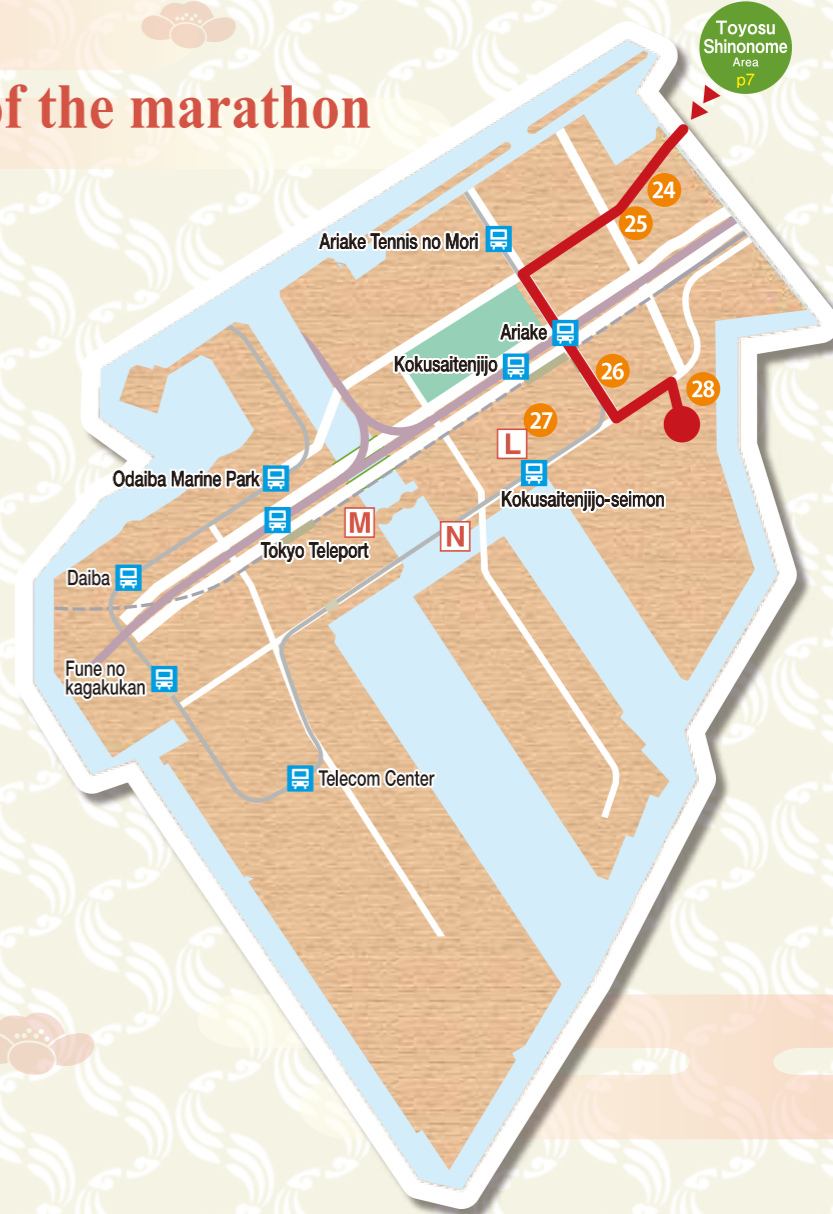 Toyosu
Shinonome
Area
p7
of the marathon
24
25
Ariake Tennis no Mori
Ariake
Kokusaitenjijo
26
28
27
L
Odaiba Marine Park
Kokusaitenjijo-seimon
M
N
Tokyo Teleport
Daiba
Fune no
kagakukan
Telecom Center